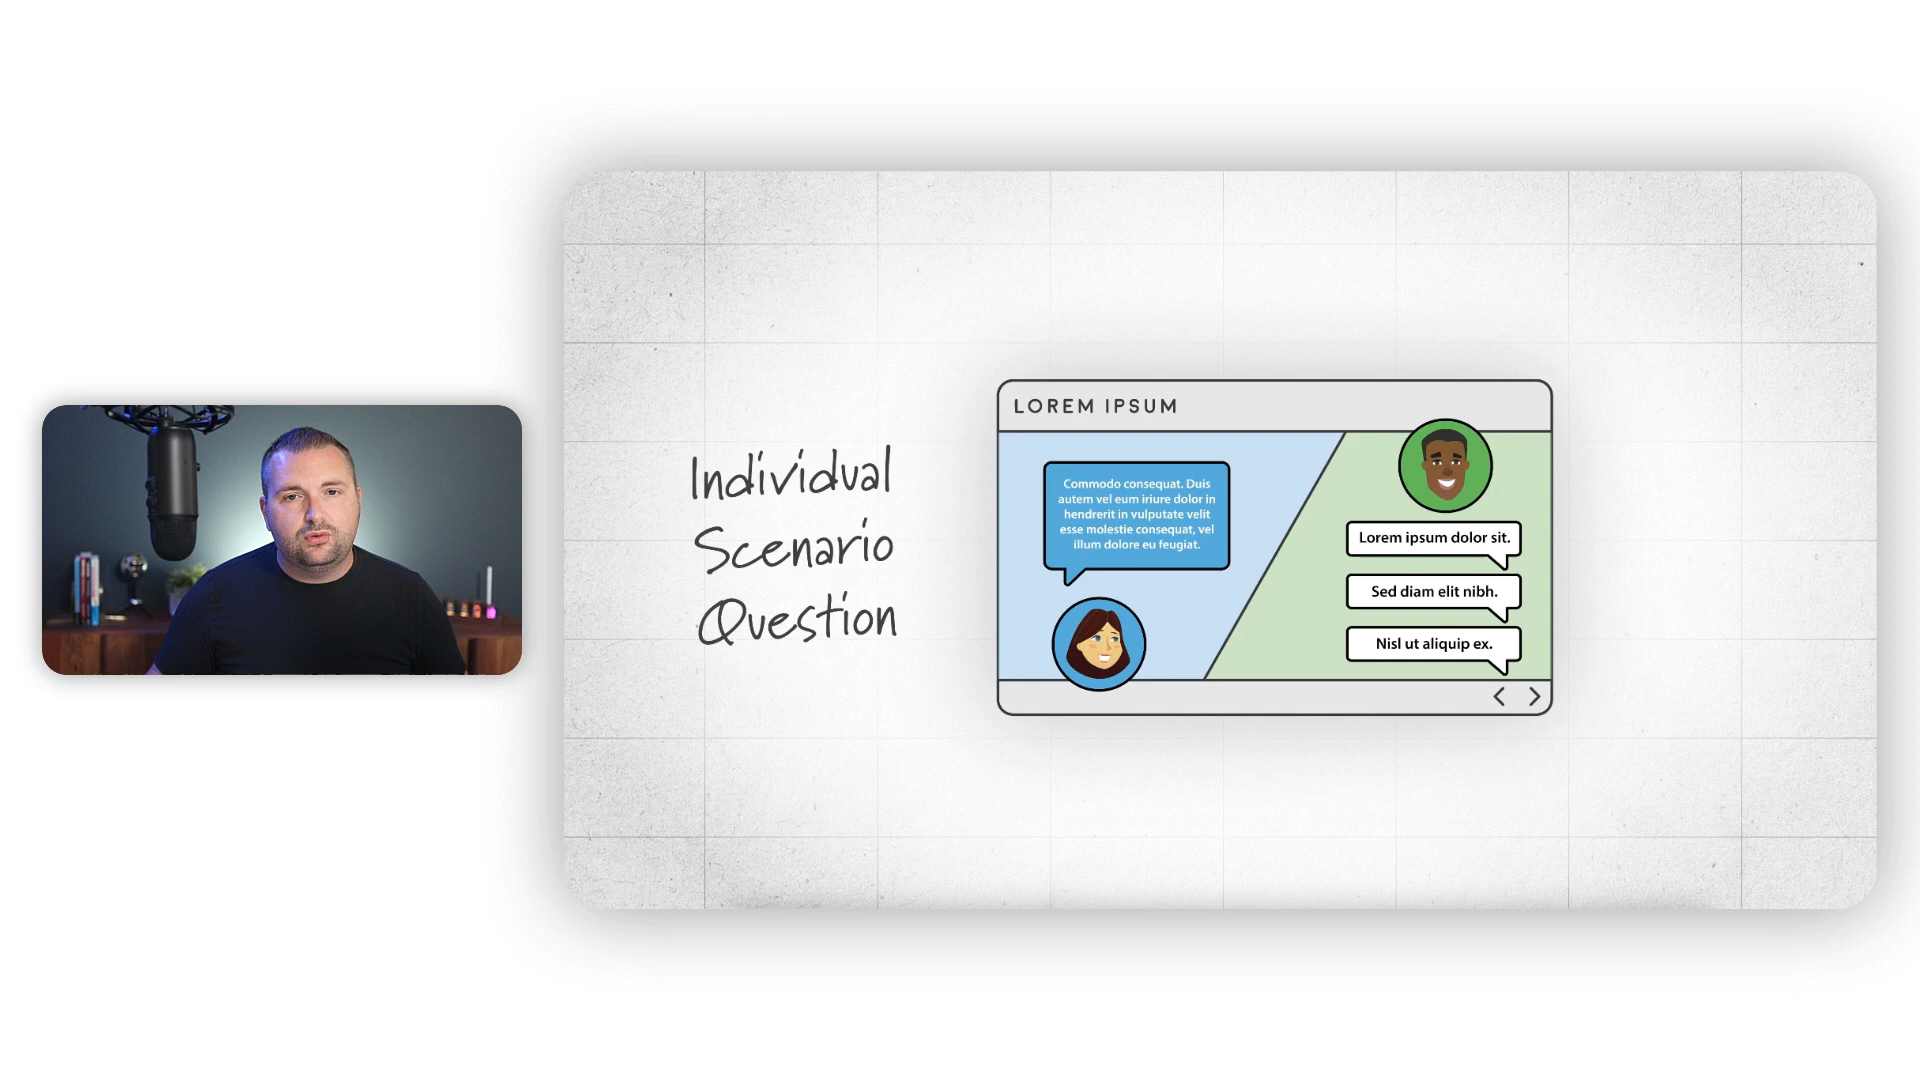 Individual
Scenario
Question
LOREM IPSUM
Commodo consequat. Duis
autem vel eum iriure dolor in
hendrerit in vulputate velit
esse molestie consequat, vel
illum dolore eu feugiat.
Lorem ipsum dolor sit.
Sed diam elit nibh.
Nisl ut aliquip ex.